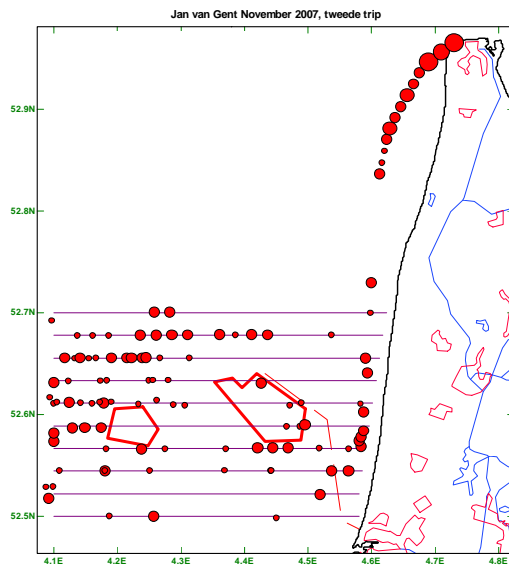 Jan van Gent November 2007, tweede trip
52.9N
52.8N
52.7N
52.6N
52.5N
4.1E 4.2E 4.3E 4.4E 4.5E 4.6E 4.7E 4.8E